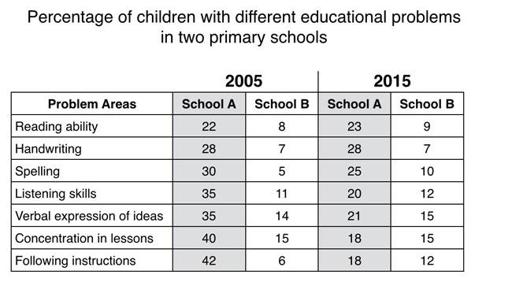 Percentage of children with different educational problems
in two primary schools
2005 2015
Problem Areas School A School B School A School B
Reading ability 22 8 23 9
Handwriting 28 7 28 7
Spelling 30 5 25 10
Listening skills 35 11 20 12
Verbal expression of ideas 35 14 21 15
Concentration in lessons 40 15 18 15
Following instructions 42 6 18 12